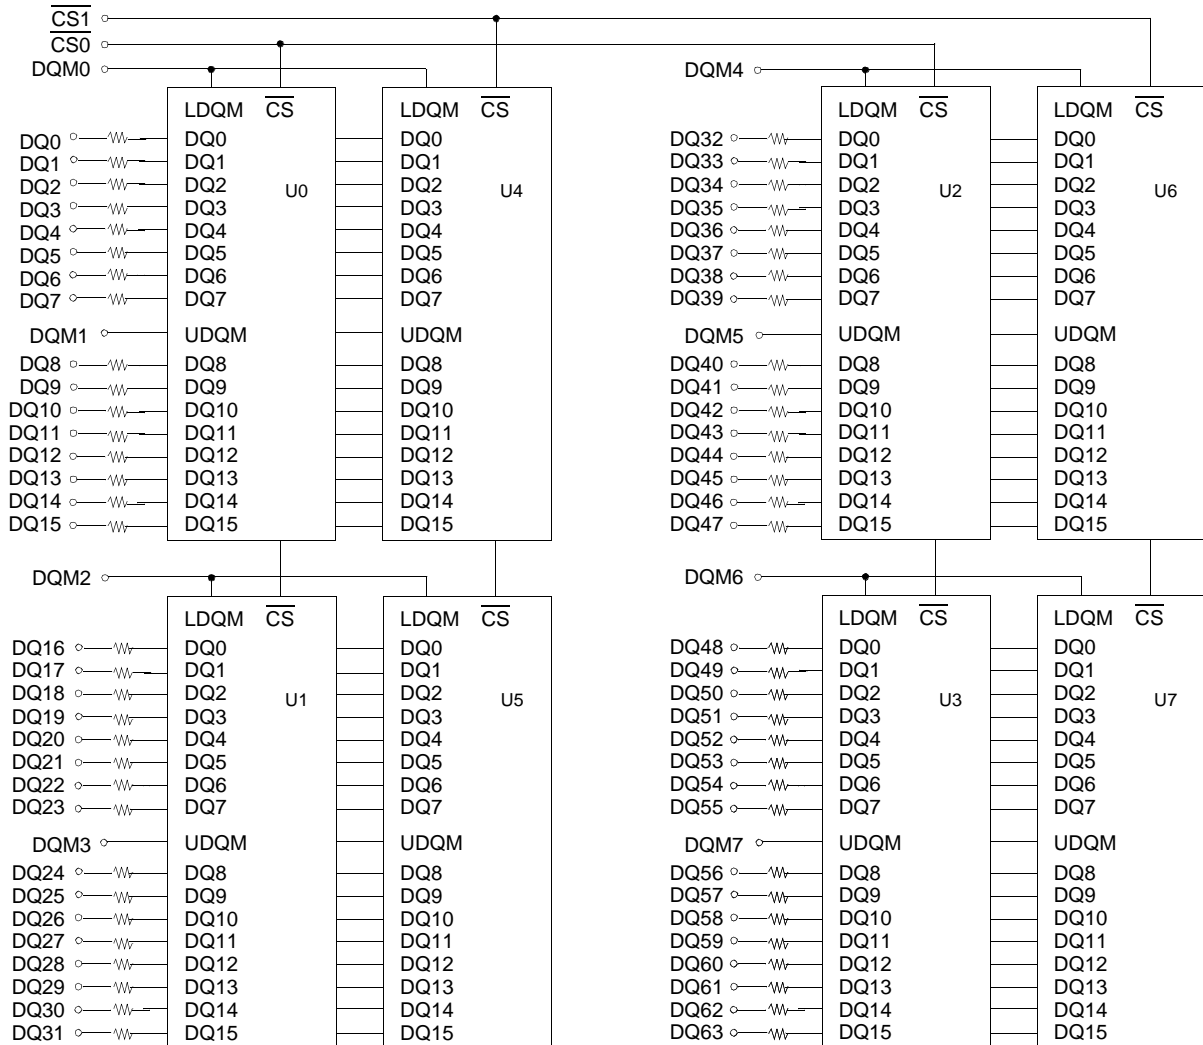 CS1
CS0
DQM0 DQM4
LDQM CS LDQM CS LDQM CS LDQM CS
DQ0 DQ0 DQ0 DQ32 DQ0 DQ0
DQ1 DQ1 DQ1 DQ33 DQ1 DQ1
DQ2 DQ2 U0 DQ2 U4 DQ34 DQ2 U2 DQ2 U6
DQ3 DQ3 DQ3 DQ35 DQ3 DQ3
DQ4 DQ4 DQ4 DQ36 DQ4 DQ4
DQ5 DQ5 DQ5 DQ37 DQ5 DQ5
DQ6 DQ6 DQ6 DQ38 DQ6 DQ6
DQ7 DQ7 DQ7 DQ39 DQ7 DQ7
DQM1 UDQM UDQM DQM5 UDQM UDQM
DQ8 DQ8 DQ8 DQ40 DQ8 DQ8
DQ9 DQ9 DQ9 DQ41 DQ9 DQ9
DQ10 DQ10 DQ10 DQ42 DQ10 DQ10
DQ11 DQ11 DQ11 DQ43 DQ11 DQ11
DQ12 DQ12 DQ12 DQ44 DQ12 DQ12
DQ13 DQ13 DQ13 DQ45 DQ13 DQ13
DQ14 DQ14 DQ14 DQ46 DQ14 DQ14
DQ15 DQ15 DQ15 DQ47 DQ15 DQ15
DQM2 DQM6
LDQM CS LDQM CS LDQM CS LDQM CS
DQ16 DQ0 DQ0 DQ48 DQ0 DQ0
DQ17 DQ1 DQ1 DQ49 DQ1 DQ1
DQ18 DQ2 U1 DQ2 U5 DQ50 DQ2 U3 DQ2 U7
DQ19 DQ3 DQ3 DQ51 DQ3 DQ3
DQ20 DQ4 DQ4 DQ52 DQ4 DQ4
DQ21 DQ5 DQ5 DQ53 DQ5 DQ5
DQ22 DQ6 DQ6 DQ54 DQ6 DQ6
DQ23 DQ7 DQ7 DQ55 DQ7 DQ7
DQM3 UDQM UDQM DQM7 UDQM UDQM
DQ24 DQ8 DQ8 DQ56 DQ8 DQ8
DQ25 DQ9 DQ9 DQ57 DQ9 DQ9
DQ26 DQ10 DQ10 DQ58 DQ10 DQ10
DQ27 DQ11 DQ11 DQ59 DQ11 DQ11
DQ28 DQ12 DQ12 DQ60 DQ12 DQ12
DQ29 DQ13 DQ13 DQ61 DQ13 DQ13
DQ30 DQ14 DQ14 DQ62 DQ14 DQ14
DQ31 DQ15 DQ15 DQ63 DQ15 DQ15